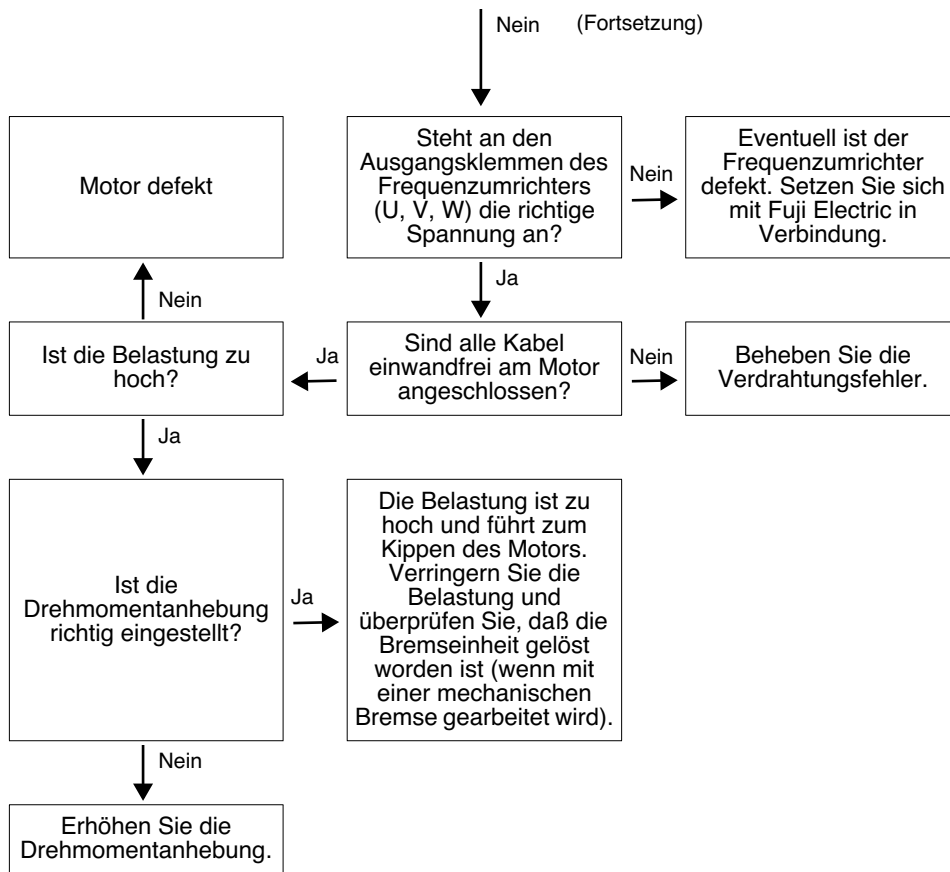 Nein (Fortsetzung)
Motor defekt
Steht an den
Ausgangsklemmen des
Frequenzumrichters
(U, V, W) die richtige
Spannung an?
Nein
Eventuell ist der
Frequenzumrichter
defekt. Setzen Sie sich
mit Fuji Electric in
Verbindung.
Nein
Ja
Ist die Belastung zu
hoch?
Ja
Sind alle Kabel
einwandfrei am Motor
angeschlossen?
Nein
Beheben Sie die
Verdrahtungsfehler.
Ja
Ist die
Drehmomentanhebung
richtig eingestellt?
Ja
Die Belastung ist zu
hoch und führt zum
Kippen des Motors.
Verringern Sie die
Belastung und
überprüfen Sie, daß die
Bremseinheit gelöst
worden ist (wenn mit
einer mechanischen
Bremse gearbeitet wird).
Nein
Erhöhen Sie die
Drehmomentanhebung.